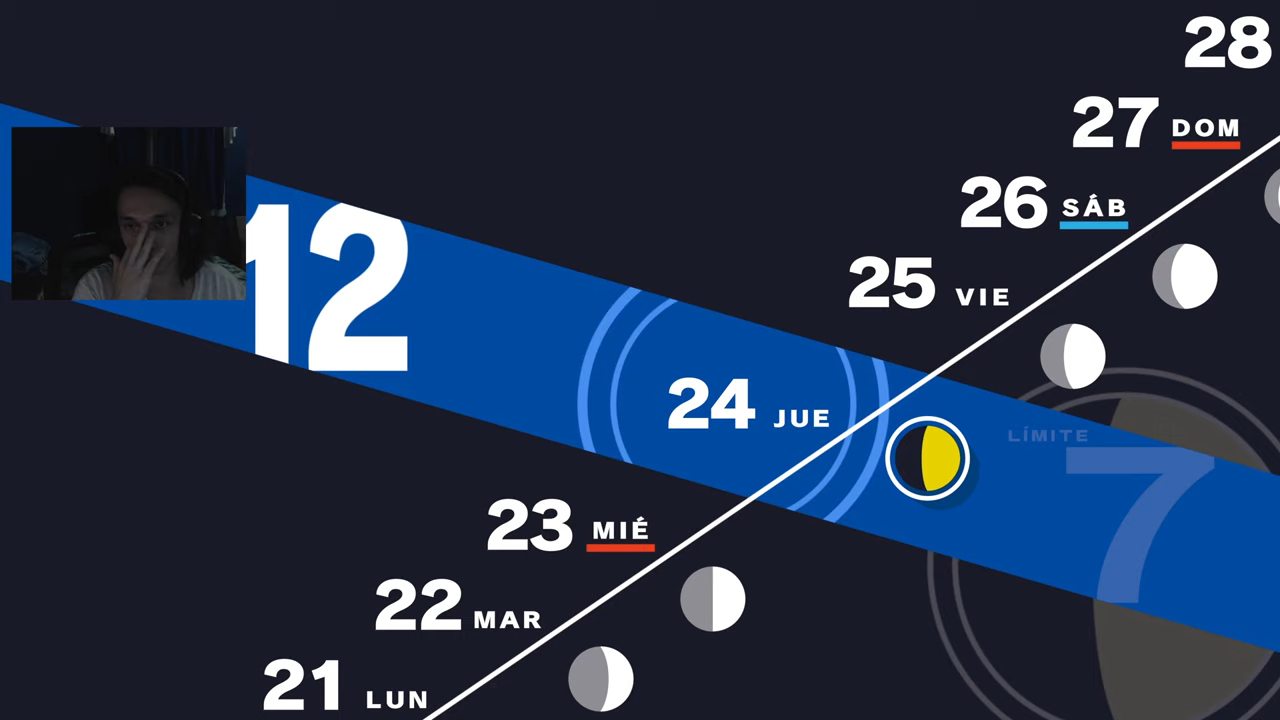 28
27 DOM
26 SÁB
25 VIE
12
24 JUE
LÍMITE
7
23 MIÉ
22 MAR
21 LUN